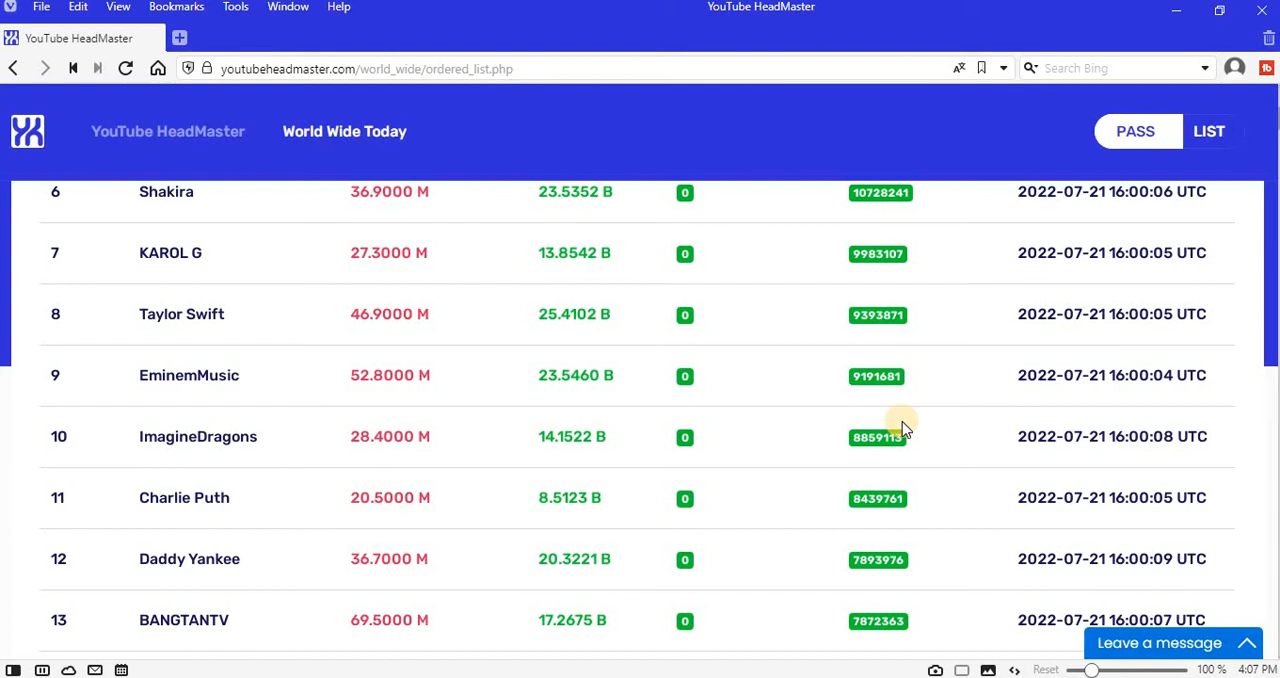 File Edit View Bookmarks Tools Window Help YouTube HeadMaster
YouTube HeadMaster
youtubeheadmaster.com/world_wide/ordered_list.php Search Bing
YouTube HeadMaster World Wide Today PASS LIST
6 Shakira 36.9000 M 23.5352 B 0 10728241 2022-07-21 16:00:06 UTC
7 KAROL G 27.3000 M 13.8542 B 0 9983107 2022-07-21 16:00:05 UTC
8 Taylor Swift 46.9000 M 25.4102 B 0 9393871 2022-07-21 16:00:05 UTC
9 EminemMusic 52.8000 M 23.5460 B 0 9191681 2022-07-21 16:00:04 UTC
10 ImagineDragons 28.4000 M 14.1522 B 0 2022-07-21 16:00:08 UTC
11 Charlie Puth 20.5000 M 8.5123 B 0 8439761 2022-07-21 16:00:05 UTC
12 Daddy Yankee 36.7000 M 20.3221 B 0 7893976 2022-07-21 16:00:09 UTC
13 BANGTANTV 69.5000 M 17.2675 B 0 7872363 2022-07-21 16:00:07 UTC
Leave a message
Reset 100 % 4:07 PM